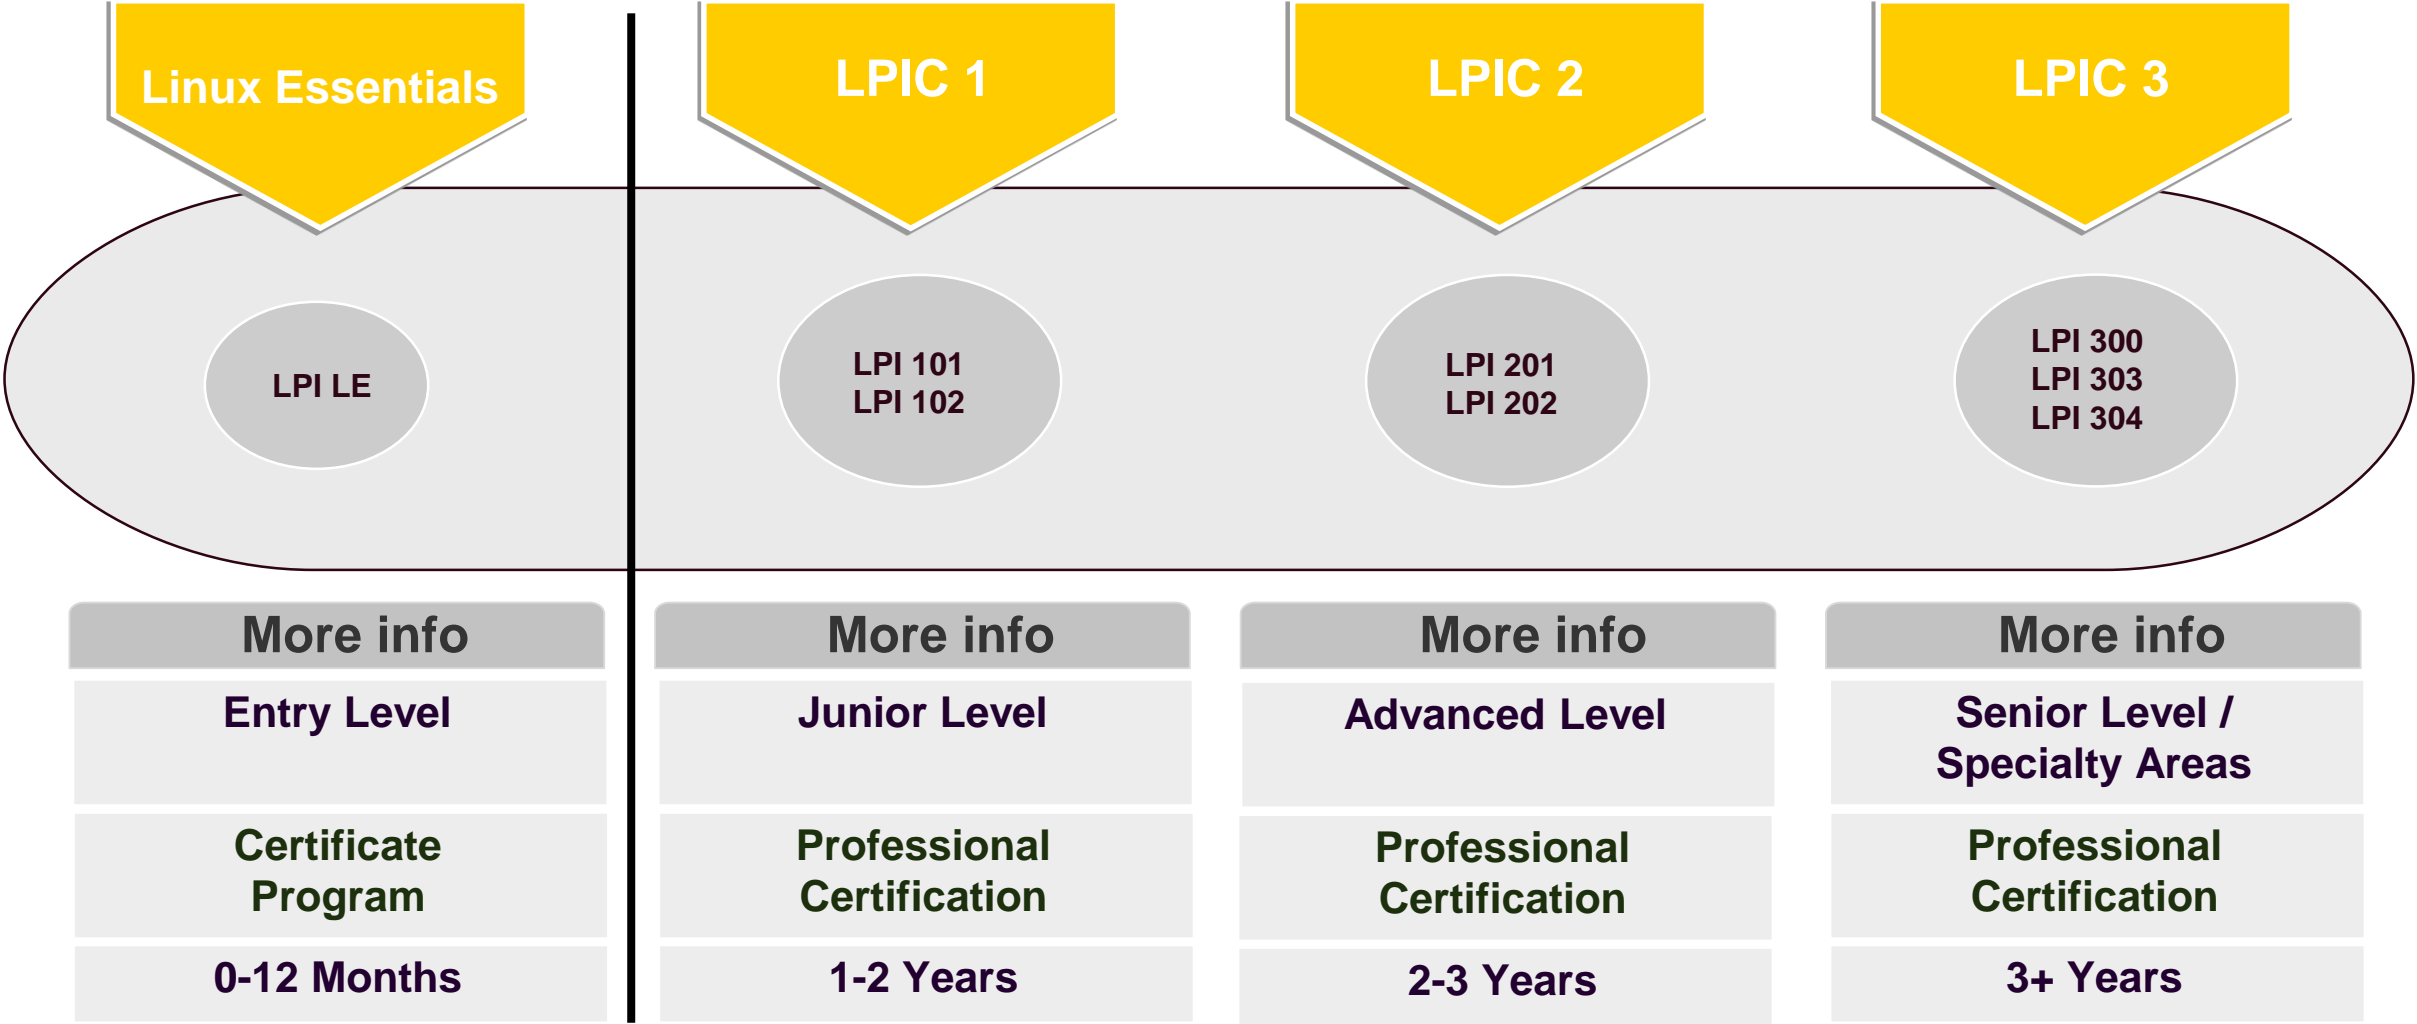 Linux Essentials
LPIC 1
LPIC 2
LPIC 3
LPI LE
LPI 101
LPI 102
LPI 201
LPI 202
LPI 300
LPI 303
LPI 304
More info
More info
More info
More info
Entry Level
Junior Level
Advanced Level
Senior Level /
Specialty Areas
Certificate
Program
Professional
Certification
Professional
Certification
Professional
Certification
0-12 Months
1-2 Years
2-3 Years
3+ Years